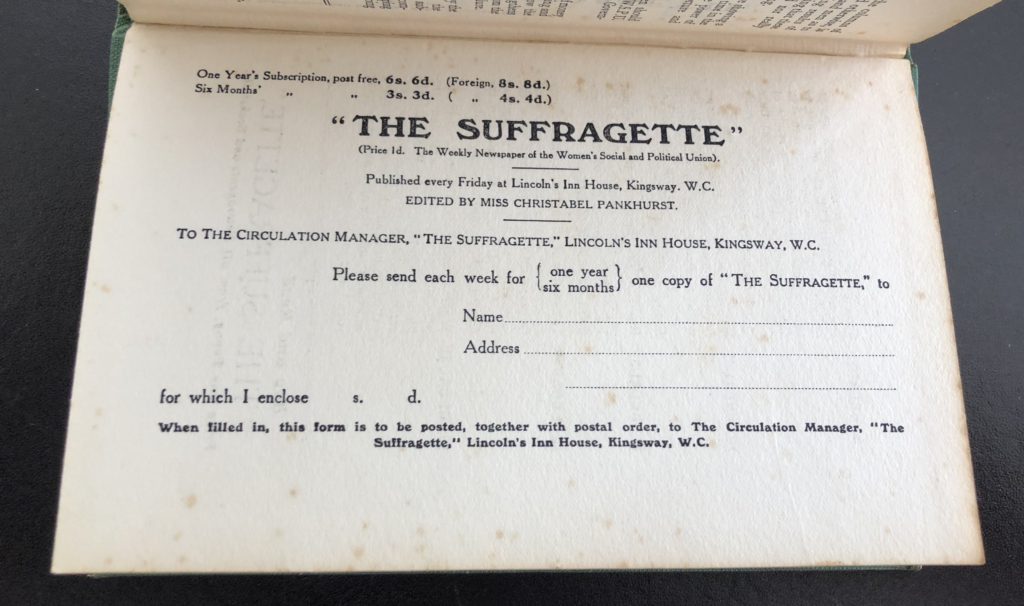 One Year's Subscription, post free, 6s. 6d. (Foreign, 8s. 8d.)
Six Months' „ „ 3s. 3d. ( „ 4s. 4d.)
"THE SUFFRAGETTE"
(Price 1d. The Weekly Newspaper of the Women's Social and Political Union).
Published every Friday at Lincoln's Inn House, Kingsway. W.C.
EDITED BY MISS CHRISTABEL PANKHURST.
TO THE CIRCULATION MANAGER, "THE SUFFRAGETTE," LINCOLN'S INN HOUSE, KINGSWAY, W.C.
Please send each week for { one year
six months } one copy of "THE SUFFRAGETTE," to
Name
Address
for which I enclose s. d.
When filled in, this form is to be posted, together with postal order, to The Circulation Manager, "The
Suffragette," Lincoln's Inn House, Kingsway, W.C.